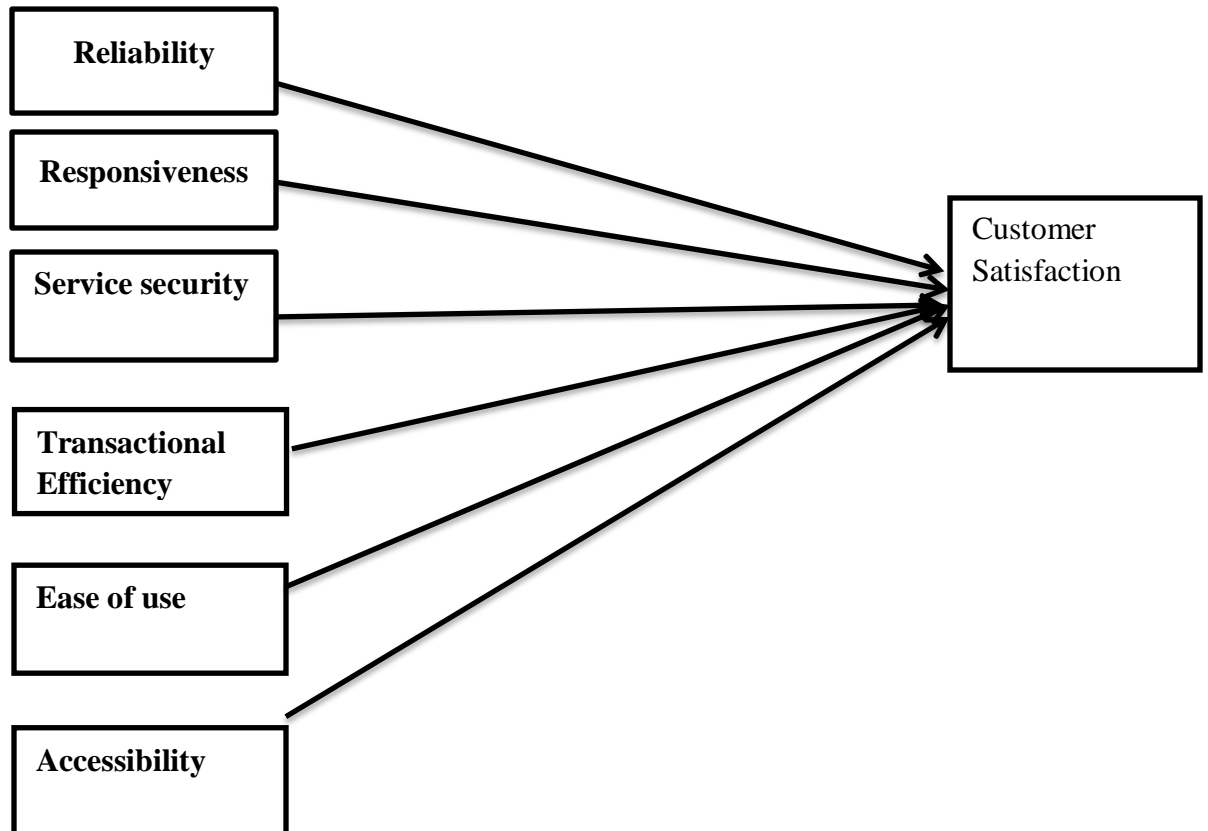 Reliability
Responsiveness
Customer
Satisfaction
Service security
Transactional
Efficiency
Ease of use
Accessibility